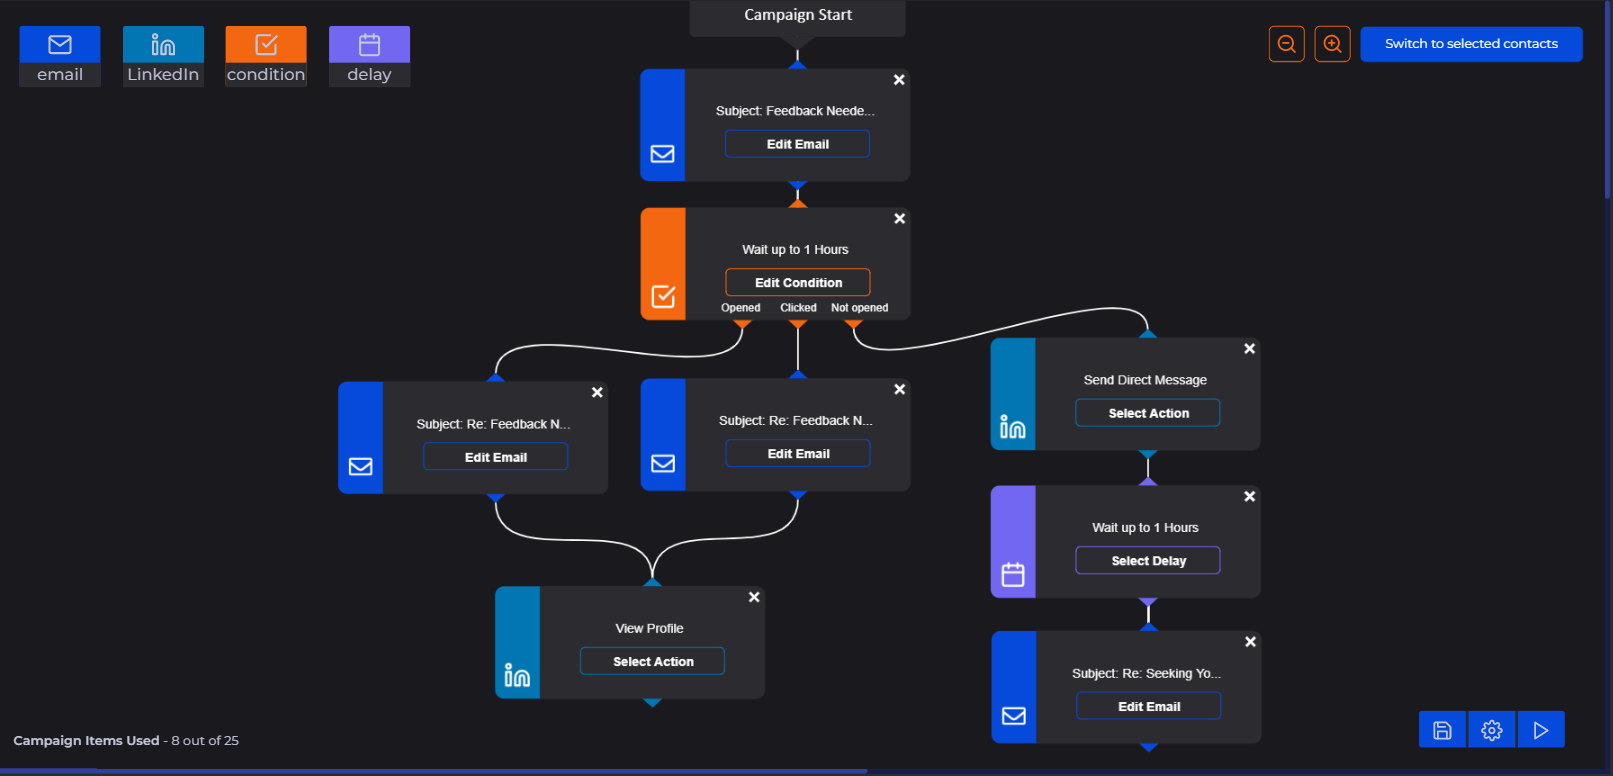 Campaign Start
email
LinkedIn
condition
delay
Switch to selected contacts
Subject: Feedback Neede...
Edit Email
Wait up to 1 Hours
Edit Condition
Opened Clicked Not opened
Subject: Re: Feedback N...
Edit Email
Subject: Re: Feedback N...
Edit Email
Send Direct Message
Select Action
Wait up to 1 Hours
Select Delay
View Profile
Select Action
Subject: Re: Seeking Yo...
Edit Email
Campaign Items Used - 8 out of 25